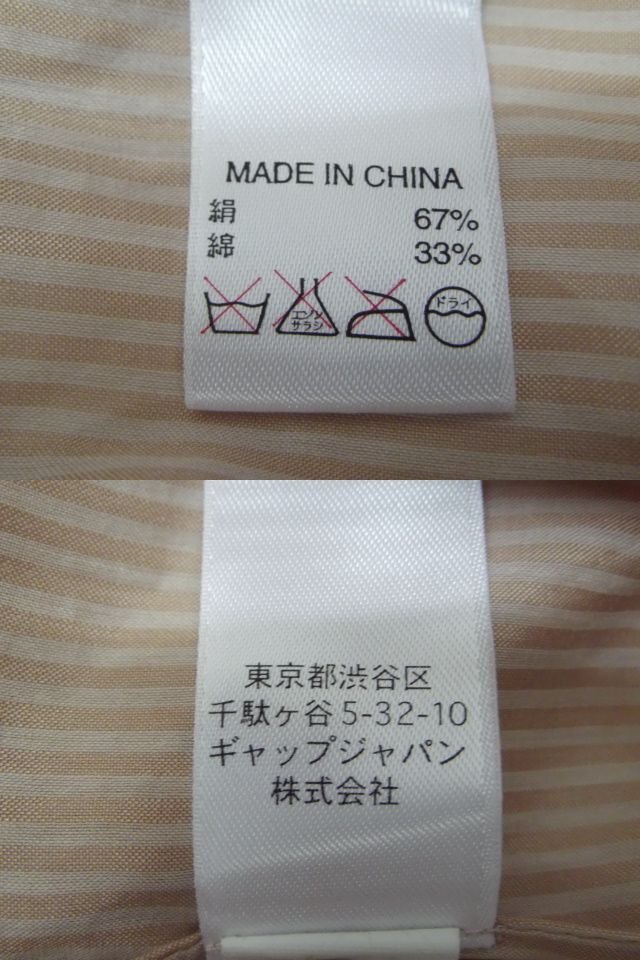 MADE IN CHINA
絹 67%
綿 33%
エンソ
サラシ
ドライ
東京都渋谷区
千駄ヶ谷5-32-10
ギャップジャパン
株式会社